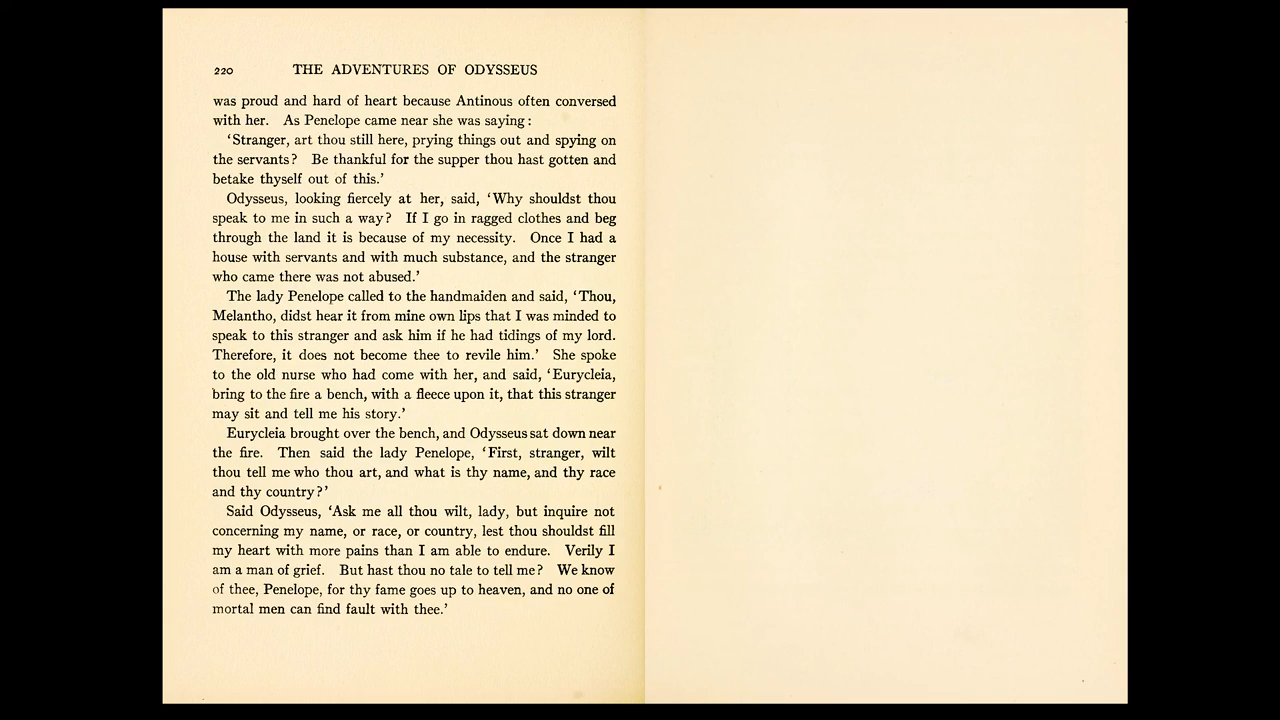 220 THE ADVENTURES OF ODYSSEUS
was proud and hard of heart because Antinous often conversed
with her. As Penelope came near she was saying :
‘Stranger, art thou still here, prying things out and spying on
the servants? Be thankful for the supper thou hast gotten and
betake thyself out of this.’
Odysseus, looking fiercely at her, said, ‘Why shouldst thou
speak to me in such a way? If I go in ragged clothes and beg
through the land it is because of my necessity. Once I had a
house with servants and with much substance, and the stranger
who came there was not abused.’
The lady Penelope called to the handmaiden and said, ‘Thou,
Melantho, didst hear it from mine own lips that I was minded to
speak to this stranger and ask him if he had tidings of my lord.
Therefore, it does not become thee to revile him.’ She spoke
to the old nurse who had come with her, and said, ‘Eurycleia,
bring to the fire a bench, with a fleece upon it, that this stranger
may sit and tell me his story.’
Eurycleia brought over the bench, and Odysseus sat down near
the fire. Then said the lady Penelope, ‘First, stranger, wilt
thou tell me who thou art, and what is thy name, and thy race
and thy country?’
Said Odysseus, ‘Ask me all thou wilt, lady, but inquire not
concerning my name, or race, or country, lest thou shouldst fill
my heart with more pains than I am able to endure. Verily I
am a man of grief. But hast thou no tale to tell me? We know
of thee, Penelope, for thy fame goes up to heaven, and no one of
mortal men can find fault with thee.’